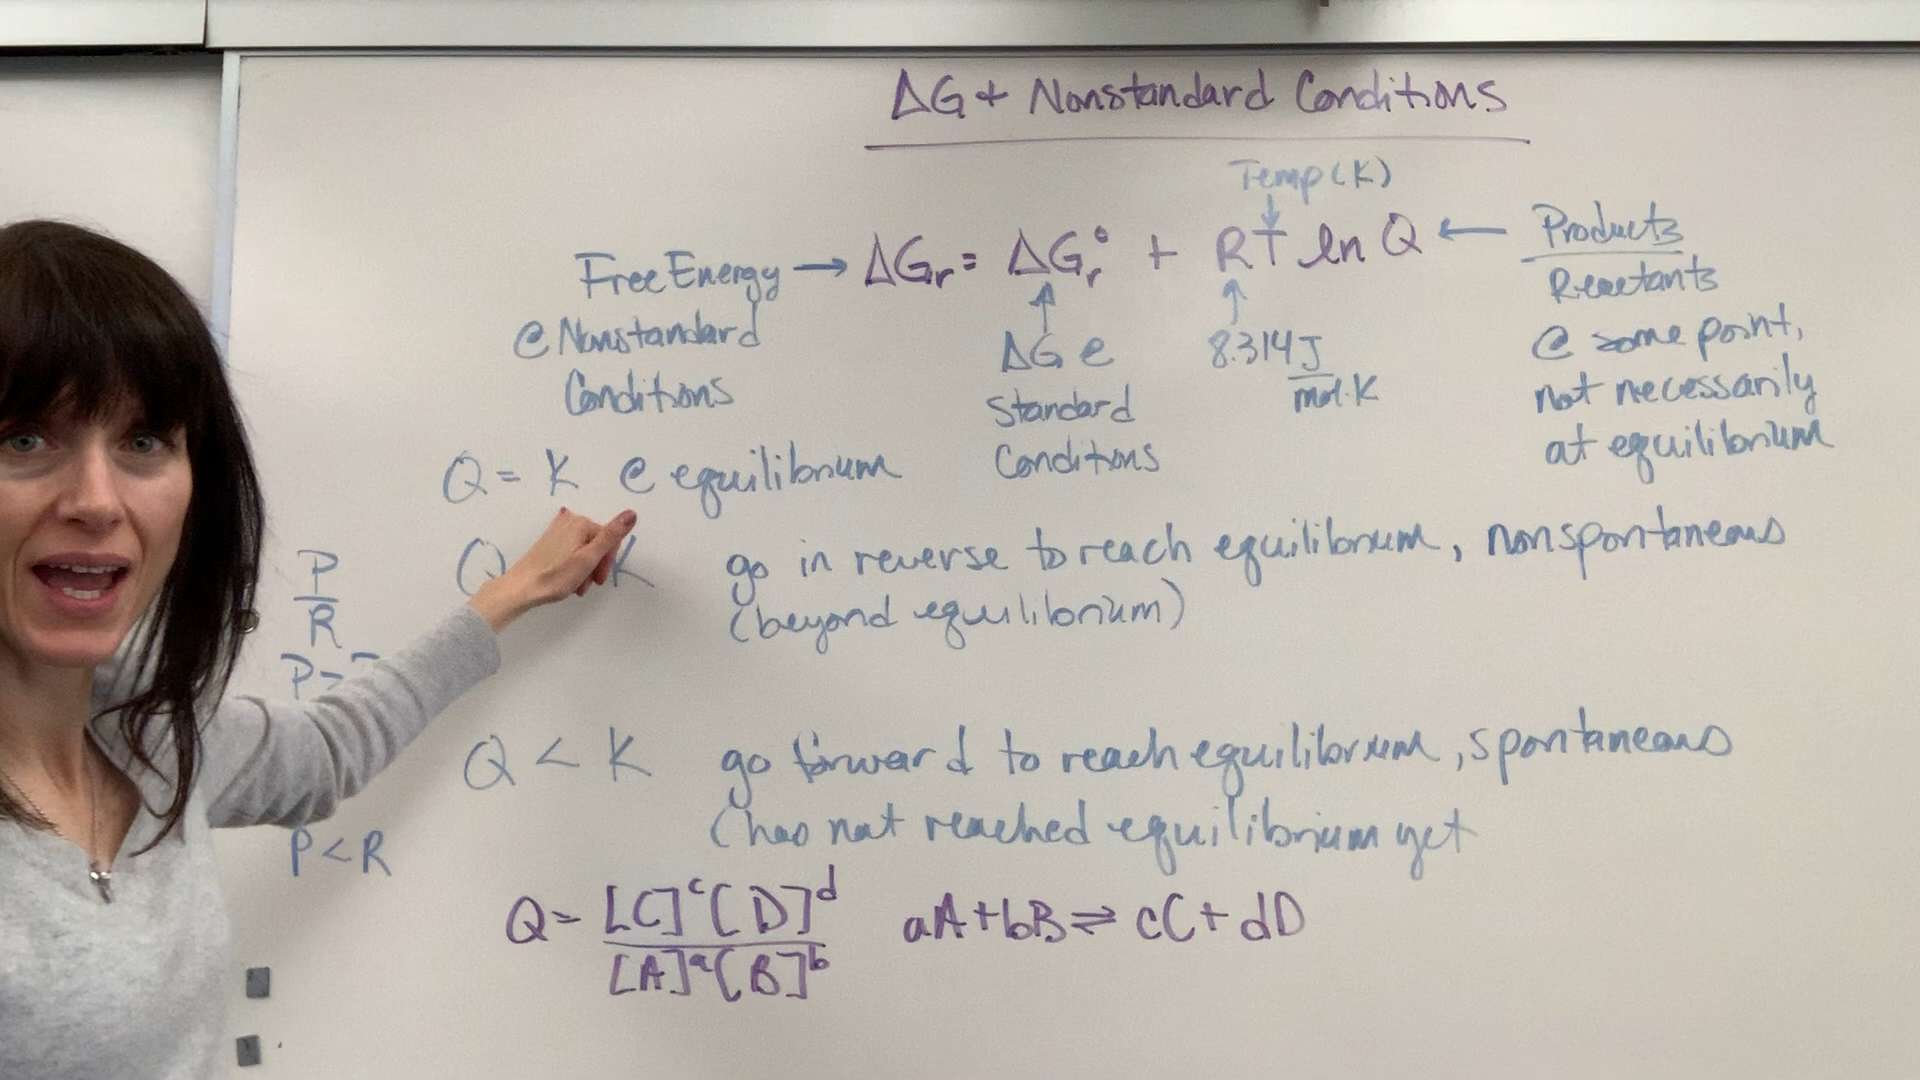 ΔG + Nonstandard Conditions
Temp (K)
Free Energy → ΔGr = ΔGr° + RT ln Q ← Products
Reactants
@ Nonstandard
Conditions
ΔG @
Standard
Conditions
8.314 J
mol·K
@ some point,
not necessarily
at equilibrium
Q = K @ equilibrium
P
R
Q K go in reverse to reach equilibrium, nonspontaneous
(beyond equilibrium)
P
Q < K go forward to reach equilibrium, spontaneous
(has not reached equilibrium yet
P < R
Q = [C]ᶜ[D]ᵈ aA + bB ⇌ cC + dD
[A]ᵃ[B]ᵇ